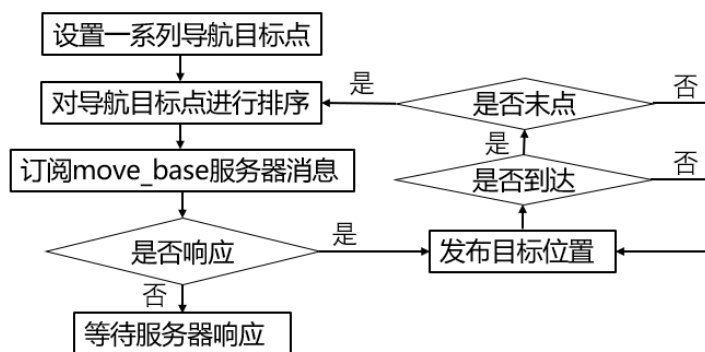 设置一系列导航目标点
对导航目标点进行排序
订阅move_base服务器消息
是否响应
是
否
等待服务器响应
发布目标位置
是否到达
是
否
是否末点
是
否